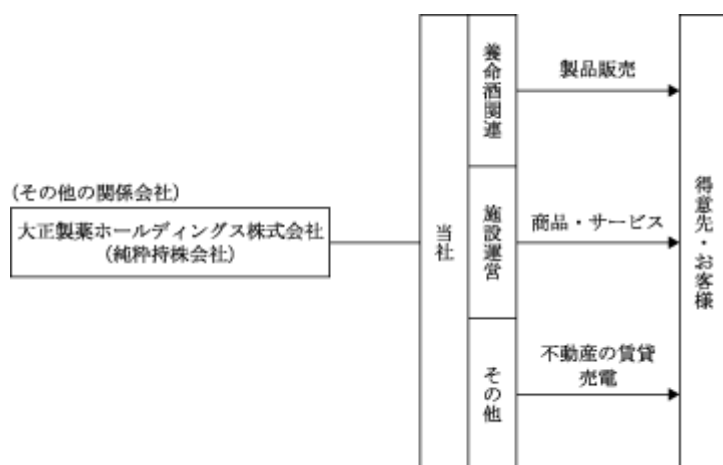 (その他の関係会社)
大正製薬ホールディングス株式会社
(純粋持株会社)
当社
養命酒関連
製品販売
施設運営
商品・サービス
その他
不動産の賃貸
売電
得意先・お客様